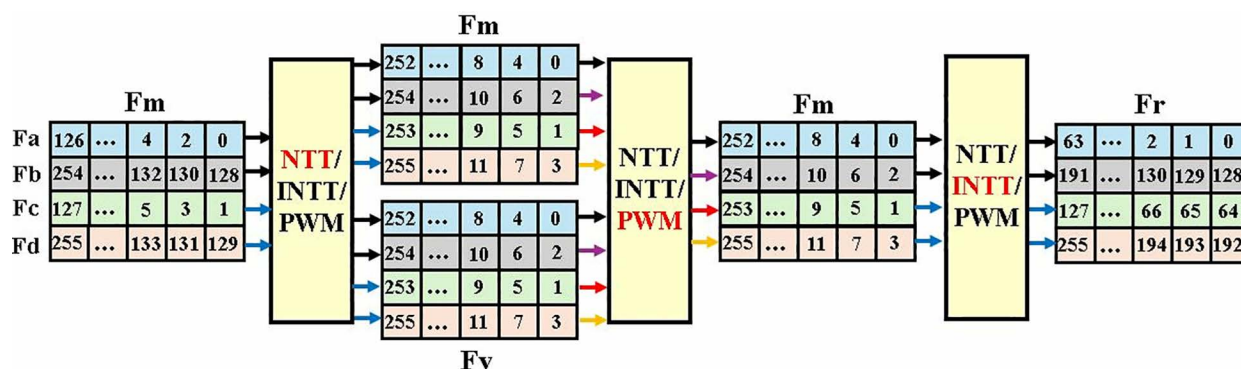 Fm
Fa 126 ... 4 2 0
Fb 254 ... 132 130 128
Fc 127 ... 5 3 1
Fd 255 ... 133 131 129
NTT/
INTT/
PWM
Fm
252 ... 8 4 0
254 ... 10 6 2
253 ... 9 5 1
255 ... 11 7 3
252 ... 8 4 0
254 ... 10 6 2
253 ... 9 5 1
255 ... 11 7 3
Fv
NTT/
INTT/
PWM
Fm
252 ... 8 4 0
254 ... 10 6 2
253 ... 9 5 1
255 ... 11 7 3
NTT/
INTT/
PWM
Fr
63 ... 2 1 0
191 ... 130 129 128
127 ... 66 65 64
255 ... 194 193 192